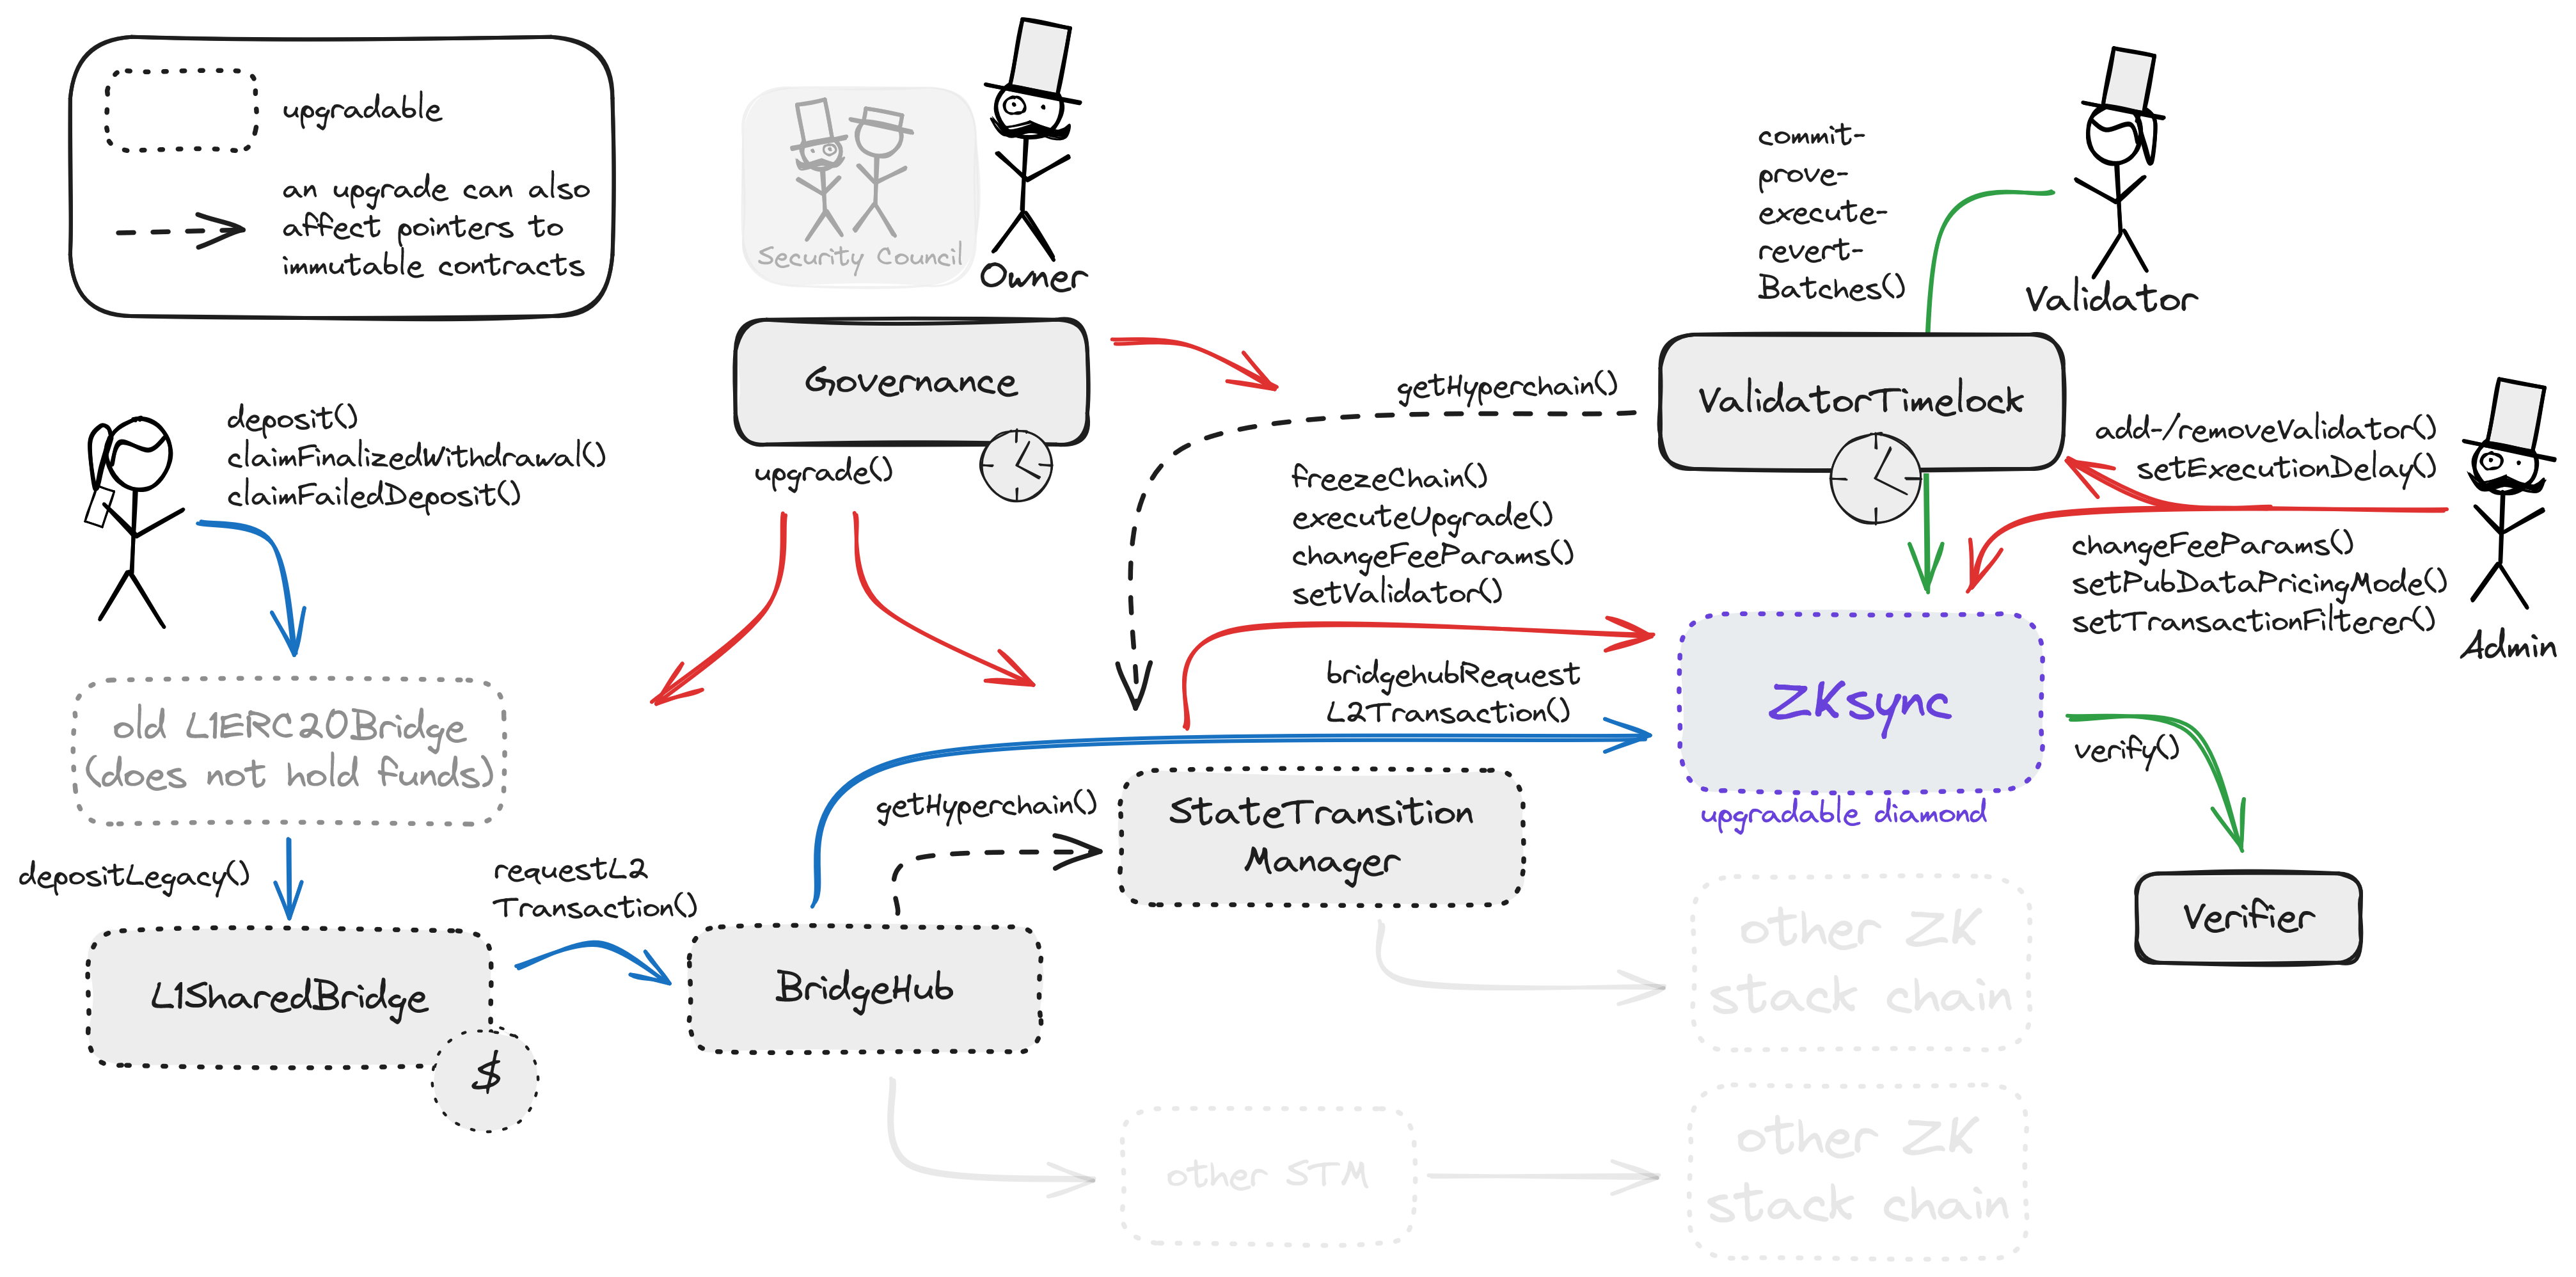 upgradable
an upgrade can also
affect pointers to
immutable contracts
Security Council
Owner
Governance
upgrade()
commit-
prove-
execute-
revert-
Batches()
Validator
getHyperchain()
ValidatorTimelock
add-/removeValidator()
setExecutionDelay()
changeFeeParams()
setPubDataPricingMode()
setTransactionFilterer()
Admin
deposit()
claimFinalizedWithdrawal()
claimFailedDeposit()
freezeChain()
executeUpgrade()
changeFeeParams()
setValidator()
old L1ERC20Bridge
(does not hold funds)
bridgehubRequest
L2Transaction()
ZKsync
upgradable diamond
verify()
Verifier
getHyperchain()
StateTransition
Manager
depositLegacy()
requestL2
Transaction()
L1SharedBridge
$
BridgeHub
other ZK
stack chain
other STM
other ZK
stack chain